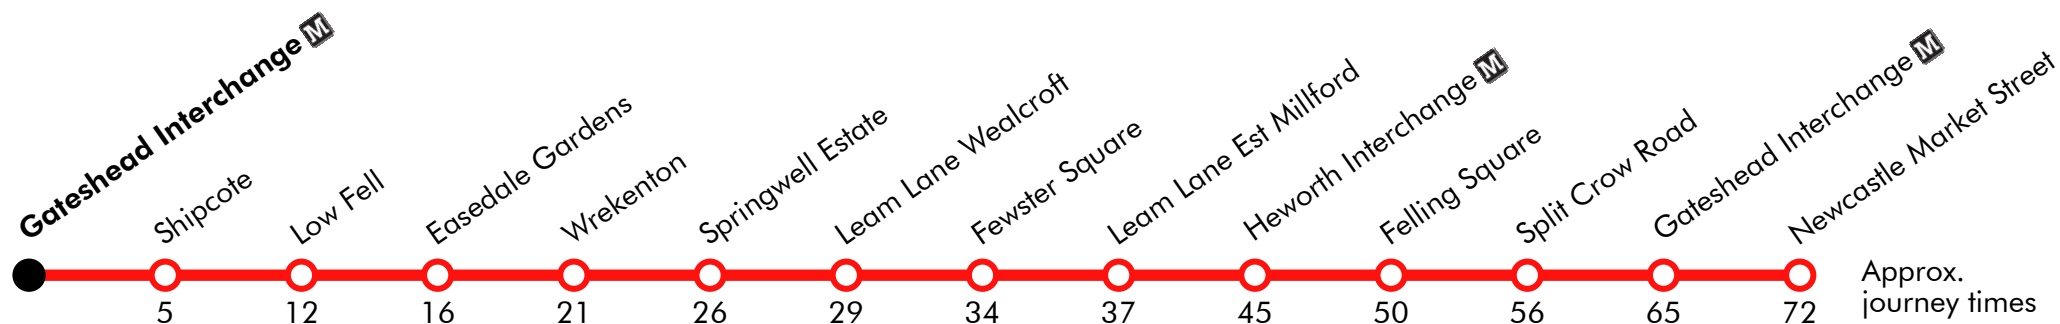 Gateshead Interchange M
Shipcote
Low Fell
Easedale Gardens
Wrekenton
Springwell Estate
Leam Lane Wealcroft
Fewster Square
Leam Lane Est Millford
Heworth Interchange M
Felling Square
Split Crow Road
Gateshead Interchange M
Newcastle Market Street
5 12 16 21 26 29 34 37 45 50 56 65 72
Approx.
journey times